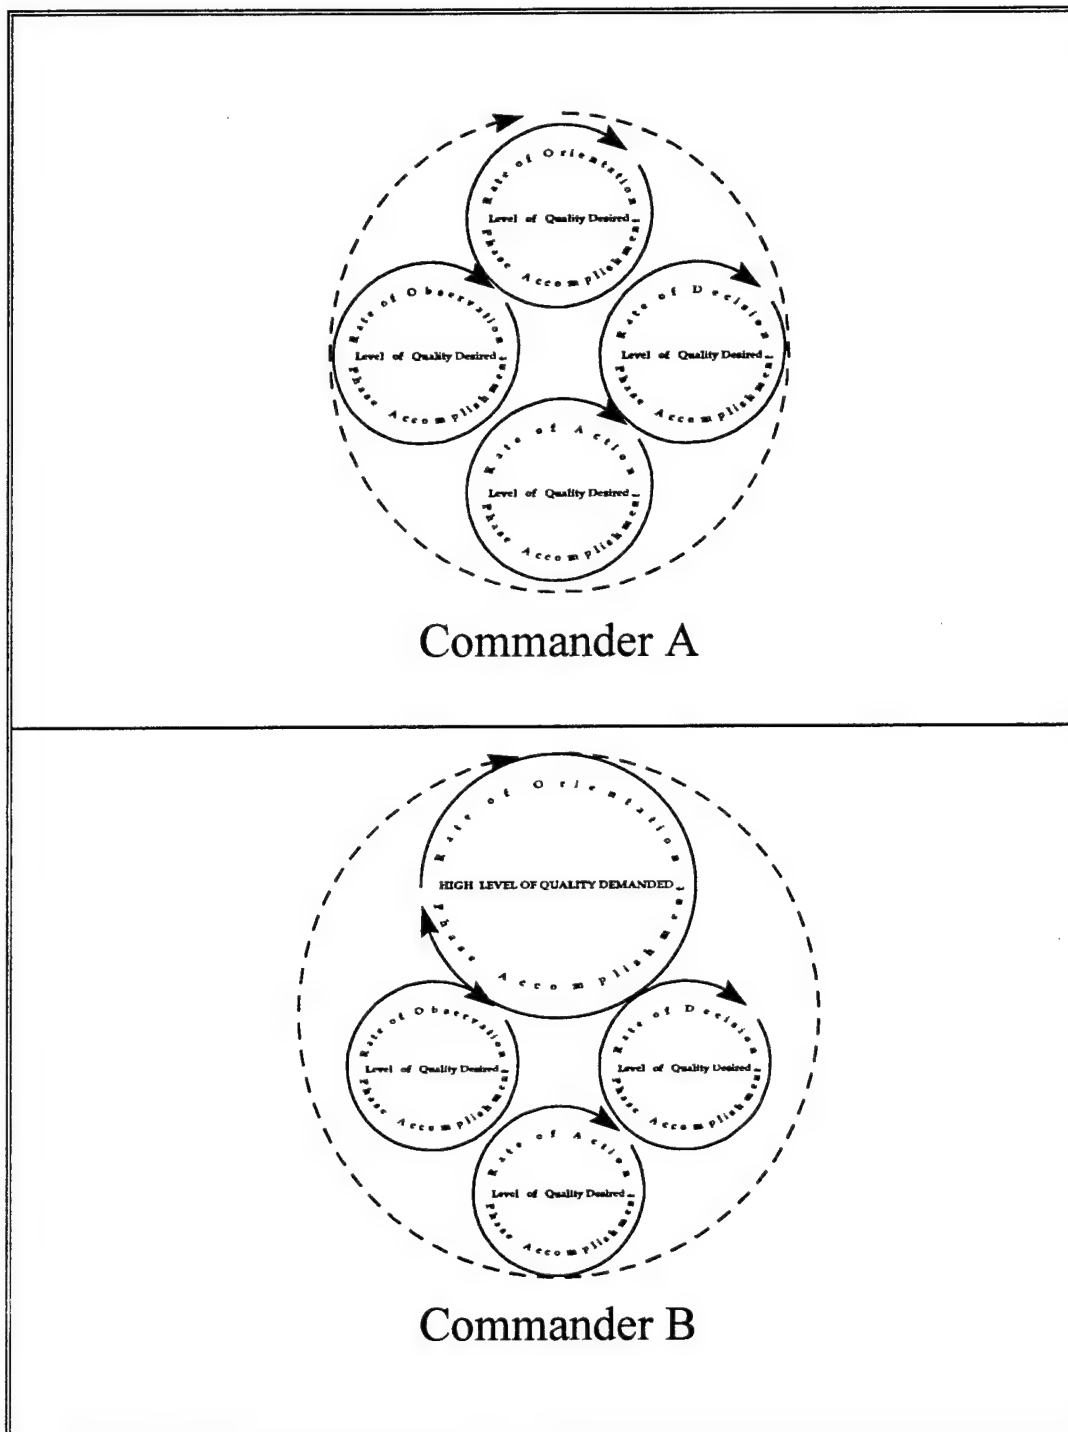 Rate of Orientation
Level of Quality Desired
Phase Accomplishment
Rate of Observation
Level of Quality Desired
Phase Accomplishment
Rate of Decision
Level of Quality Desired
Phase Accomplishment
Rate of Action
Level of Quality Desired
Phase Accomplishment
Commander A
Rate of Orientation
HIGH LEVEL OF QUALITY DEMANDED
Phase Accomplishment
Rate of Observation
Level of Quality Desired
Phase Accomplishment
Rate of Decision
Level of Quality Desired
Phase Accomplishment
Rate of Action
Level of Quality Desired
Phase Accomplishment
Commander B